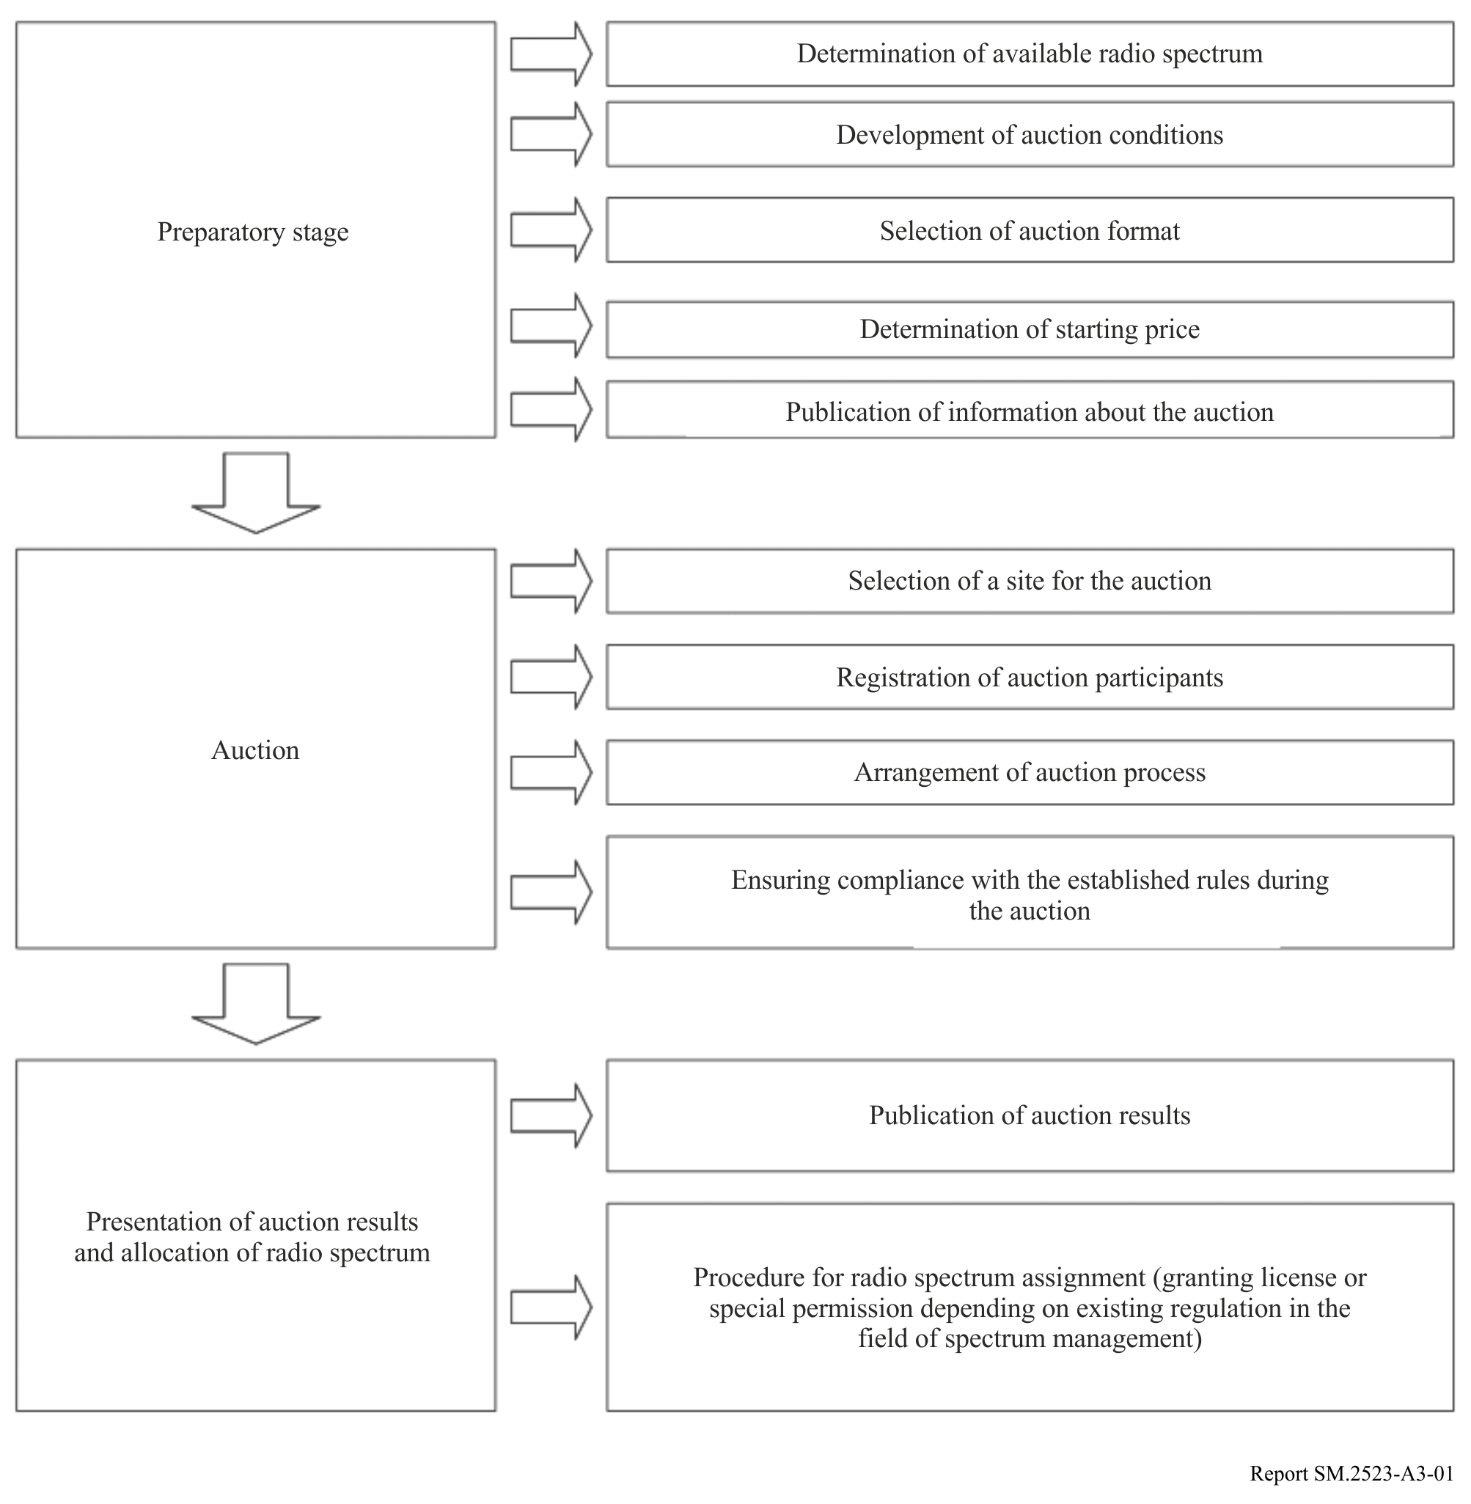 Preparatory stage
Determination of available radio spectrum
Development of auction conditions
Selection of auction format
Determination of starting price
Publication of information about the auction
Auction
Selection of a site for the auction
Registration of auction participants
Arrangement of auction process
Ensuring compliance with the established rules during
the auction
Presentation of auction results
and allocation of radio spectrum
Publication of auction results
Procedure for radio spectrum assignment (granting license or
special permission depending on existing regulation in the
field of spectrum management)
Report SM.2523-A3-01